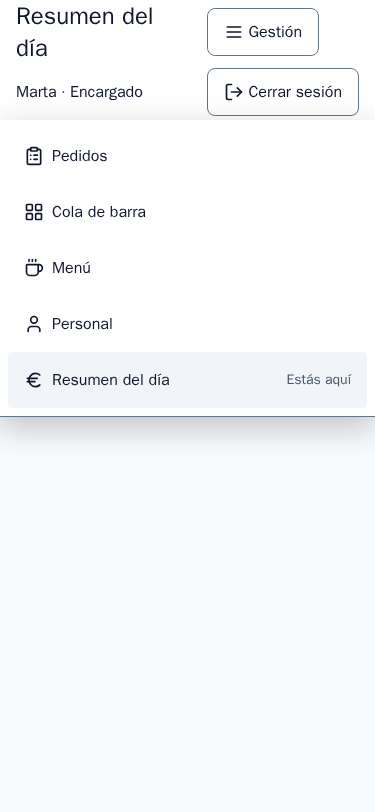 Resumen del
día
Gestión
Marta · Encargado
Cerrar sesión
Pedidos
Cola de barra
Menú
Personal
Resumen del día
Estás aquí